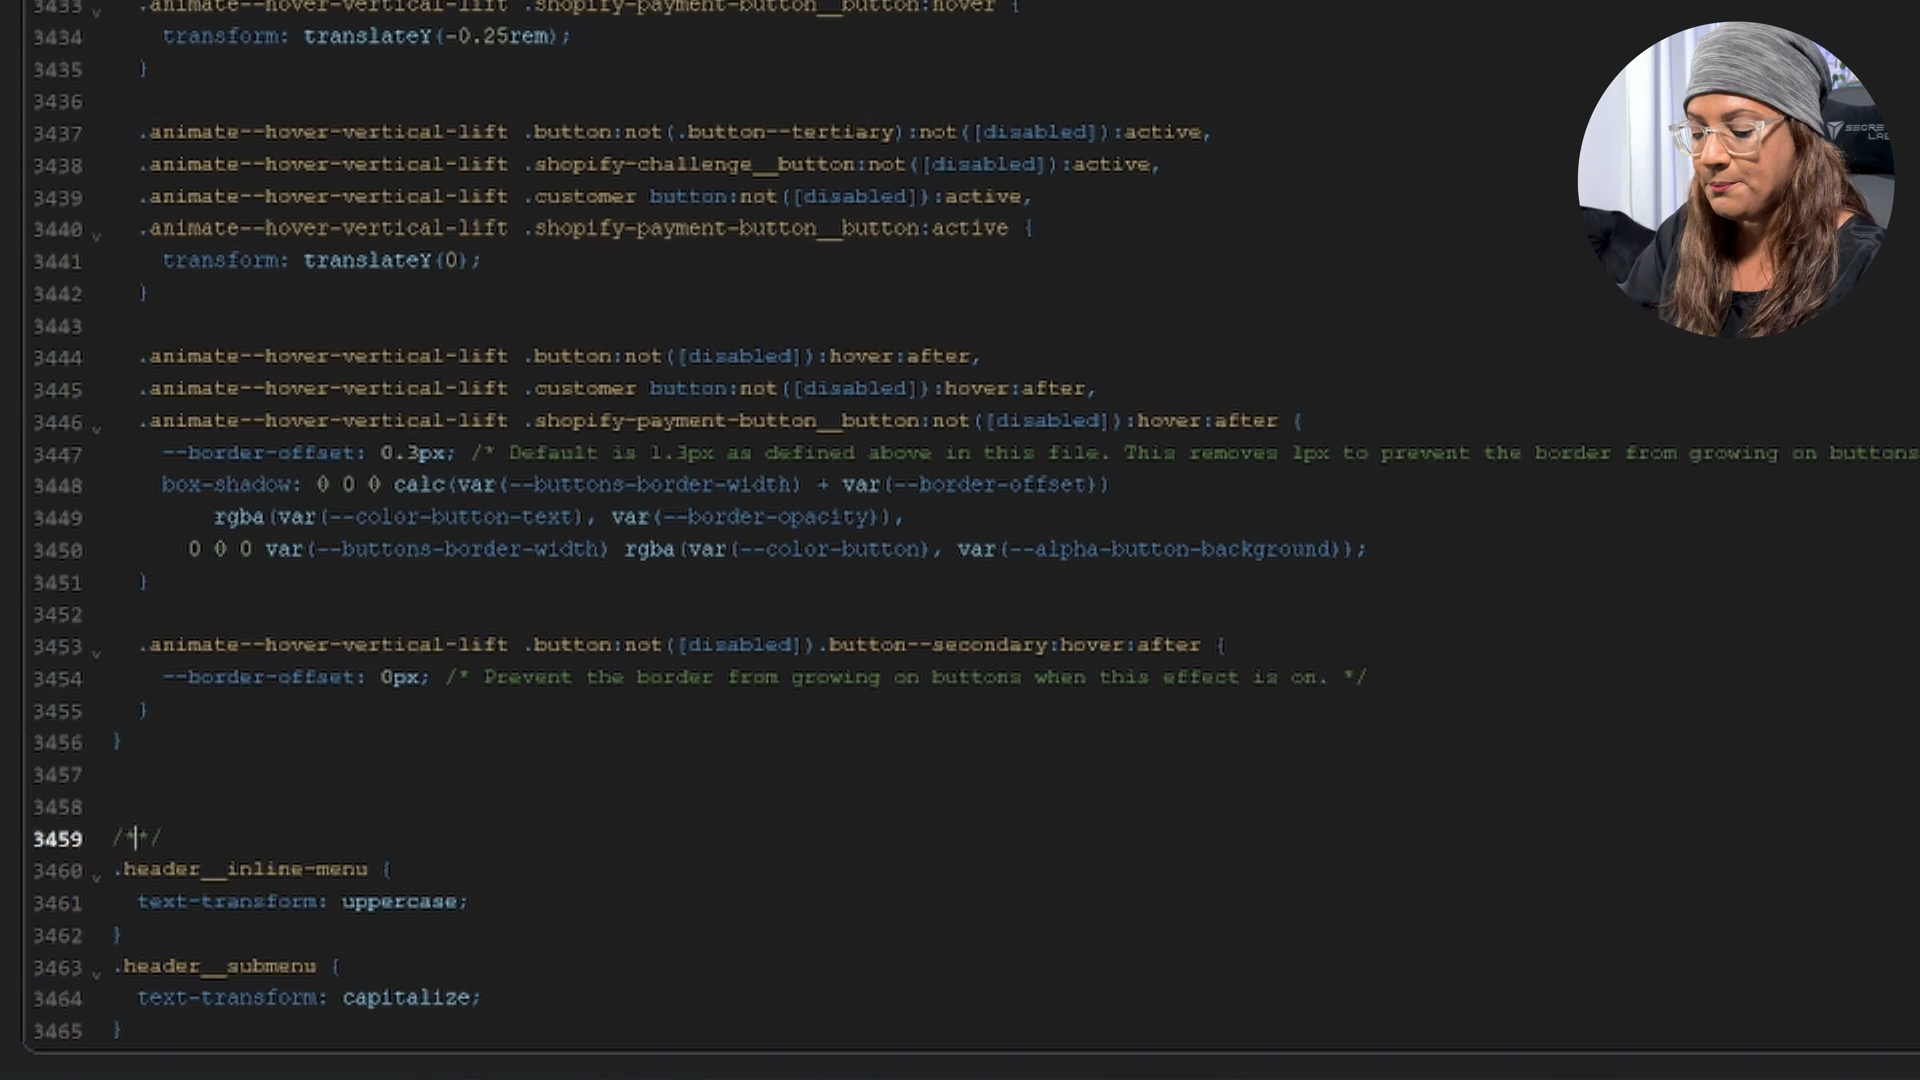 3433 .animate--hover-vertical-lift .shopify-payment-button__button:hover {
3434 transform: translateY(-0.25rem);
3435 }
3436
3437 .animate--hover-vertical-lift .button:not(.button--tertiary):not([disabled]):active,
3438 .animate--hover-vertical-lift .shopify-challenge__button:not([disabled]):active,
3439 .animate--hover-vertical-lift .customer button:not([disabled]):active,
3440 .animate--hover-vertical-lift .shopify-payment-button__button:active {
3441 transform: translateY(0);
3442 }
3443
3444 .animate--hover-vertical-lift .button:not([disabled]):hover:after,
3445 .animate--hover-vertical-lift .customer button:not([disabled]):hover:after,
3446 .animate--hover-vertical-lift .shopify-payment-button__button:not([disabled]):hover:after {
3447 --border-offset: 0.3px; /* Default is 1.3px as defined above in this file. This removes 1px to prevent the border from growing on buttons
3448 box-shadow: 0 0 0 calc(var(--buttons-border-width) + var(--border-offset))
3449 rgba(var(--color-button-text), var(--border-opacity)),
3450 0 0 0 var(--buttons-border-width) rgba(var(--color-button), var(--alpha-button-background));
3451 }
3452
3453 .animate--hover-vertical-lift .button:not([disabled]).button--secondary:hover:after {
3454 --border-offset: 0px; /* Prevent the border from growing on buttons when this effect is on. */
3455 }
3456 }
3457
3458
3459 /**/
3460 .header__inline-menu {
3461 text-transform: uppercase;
3462 }
3463 .header__submenu {
3464 text-transform: capitalize;
3465 }
SECRE
LAB